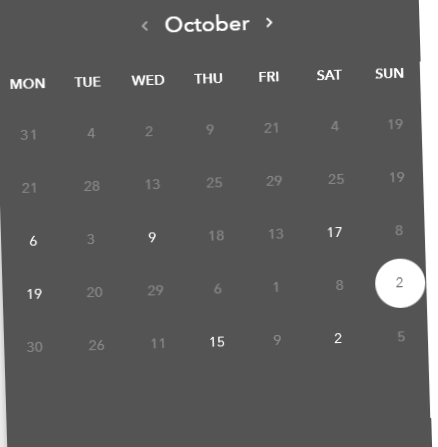 ‹ October ›
MON TUE WED THU FRI SAT SUN
31 4 2 9 21 4 19
21 28 13 25 29 25 19
6 3 9 18 13 17 8
19 20 29 6 1 8 2
30 26 11 15 9 2 5